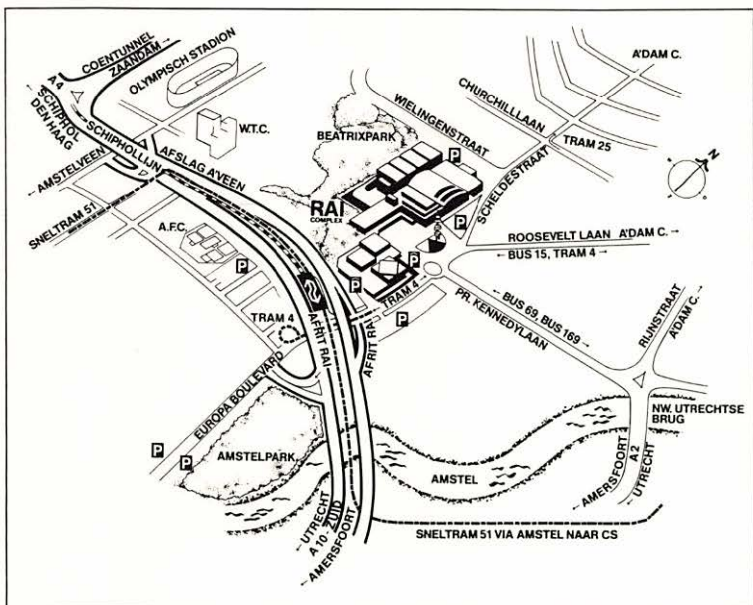 COENTUNNEL
ZAANDAM →
A4
OLYMPISCH STADION
← SCHIPHOL
DEN HAAG
SCHIPHOLLIJN
W.T.C.
AFSLAG A'VEEN
← AMSTELVEEN
SNELTRAM 51
A.F.C.
P
TRAM 4
AFRIT RAI
EUROPA BOULEVARD
P
P
AMSTELPARK
BEATRIXPARK
WIELINGENSTRAAT
CHURCHILLLAAN
A'DAM C.
TRAM 25
SCHELDESTRAAT
N
P
RAI
COMPLEX
P
P
P
P
P
TRAM 4
AFRIT RAI
ROOSEVELT LAAN A'DAM C. →
← BUS 15, TRAM 4 →
← BUS 69, BUS 169 →
PR. KENNEDYLAAN
RIJNSTRAAT
A'DAM C. →
NW. UTRECHTSE
BRUG
AMSTEL
← AMERSFOORT
A2
← UTRECHT
← UTRECHT
A 10 - ZUID
← AMERSFOORT
SNELTRAM 51 VIA AMSTEL NAAR CS